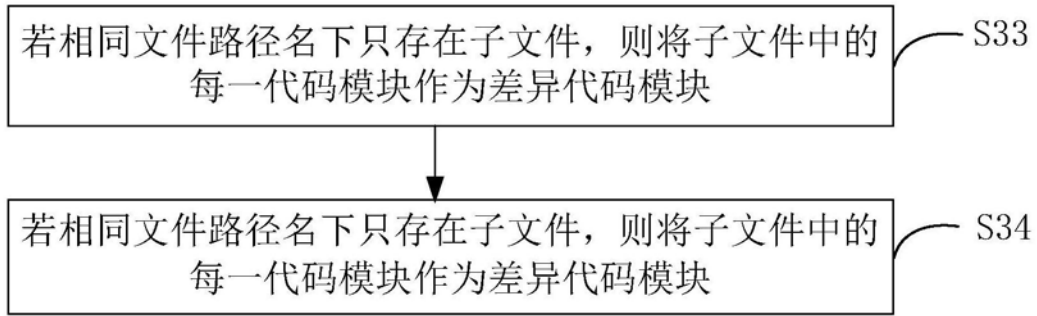 若相同文件路径名下只存在子文件，则将子文件中的
每一代码模块作为差异代码模块
S33
若相同文件路径名下只存在子文件，则将子文件中的
每一代码模块作为差异代码模块
S34